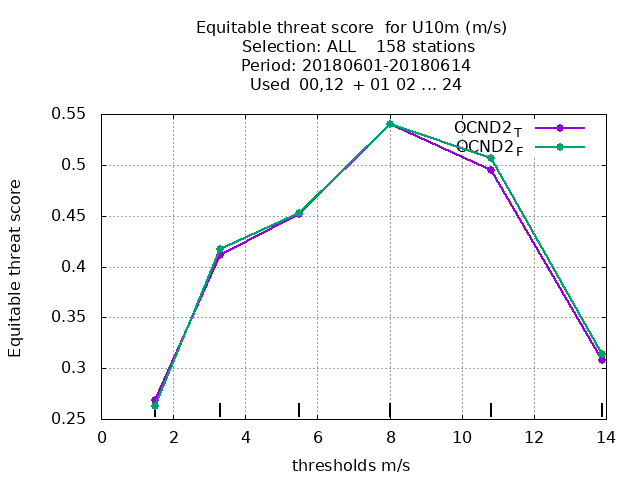 Equitable threat score  for U10m (m/s)
Selection: ALL    158 stations
Period: 20180601-20180614
Used  00,12  + 01 02 ... 24
0.55
0.5
0.45
0.4
0.35
0.3
0.25
Equitable threat score
OCND2T
OCND2F
0 2 4 6 8 10 12 14
thresholds m/s